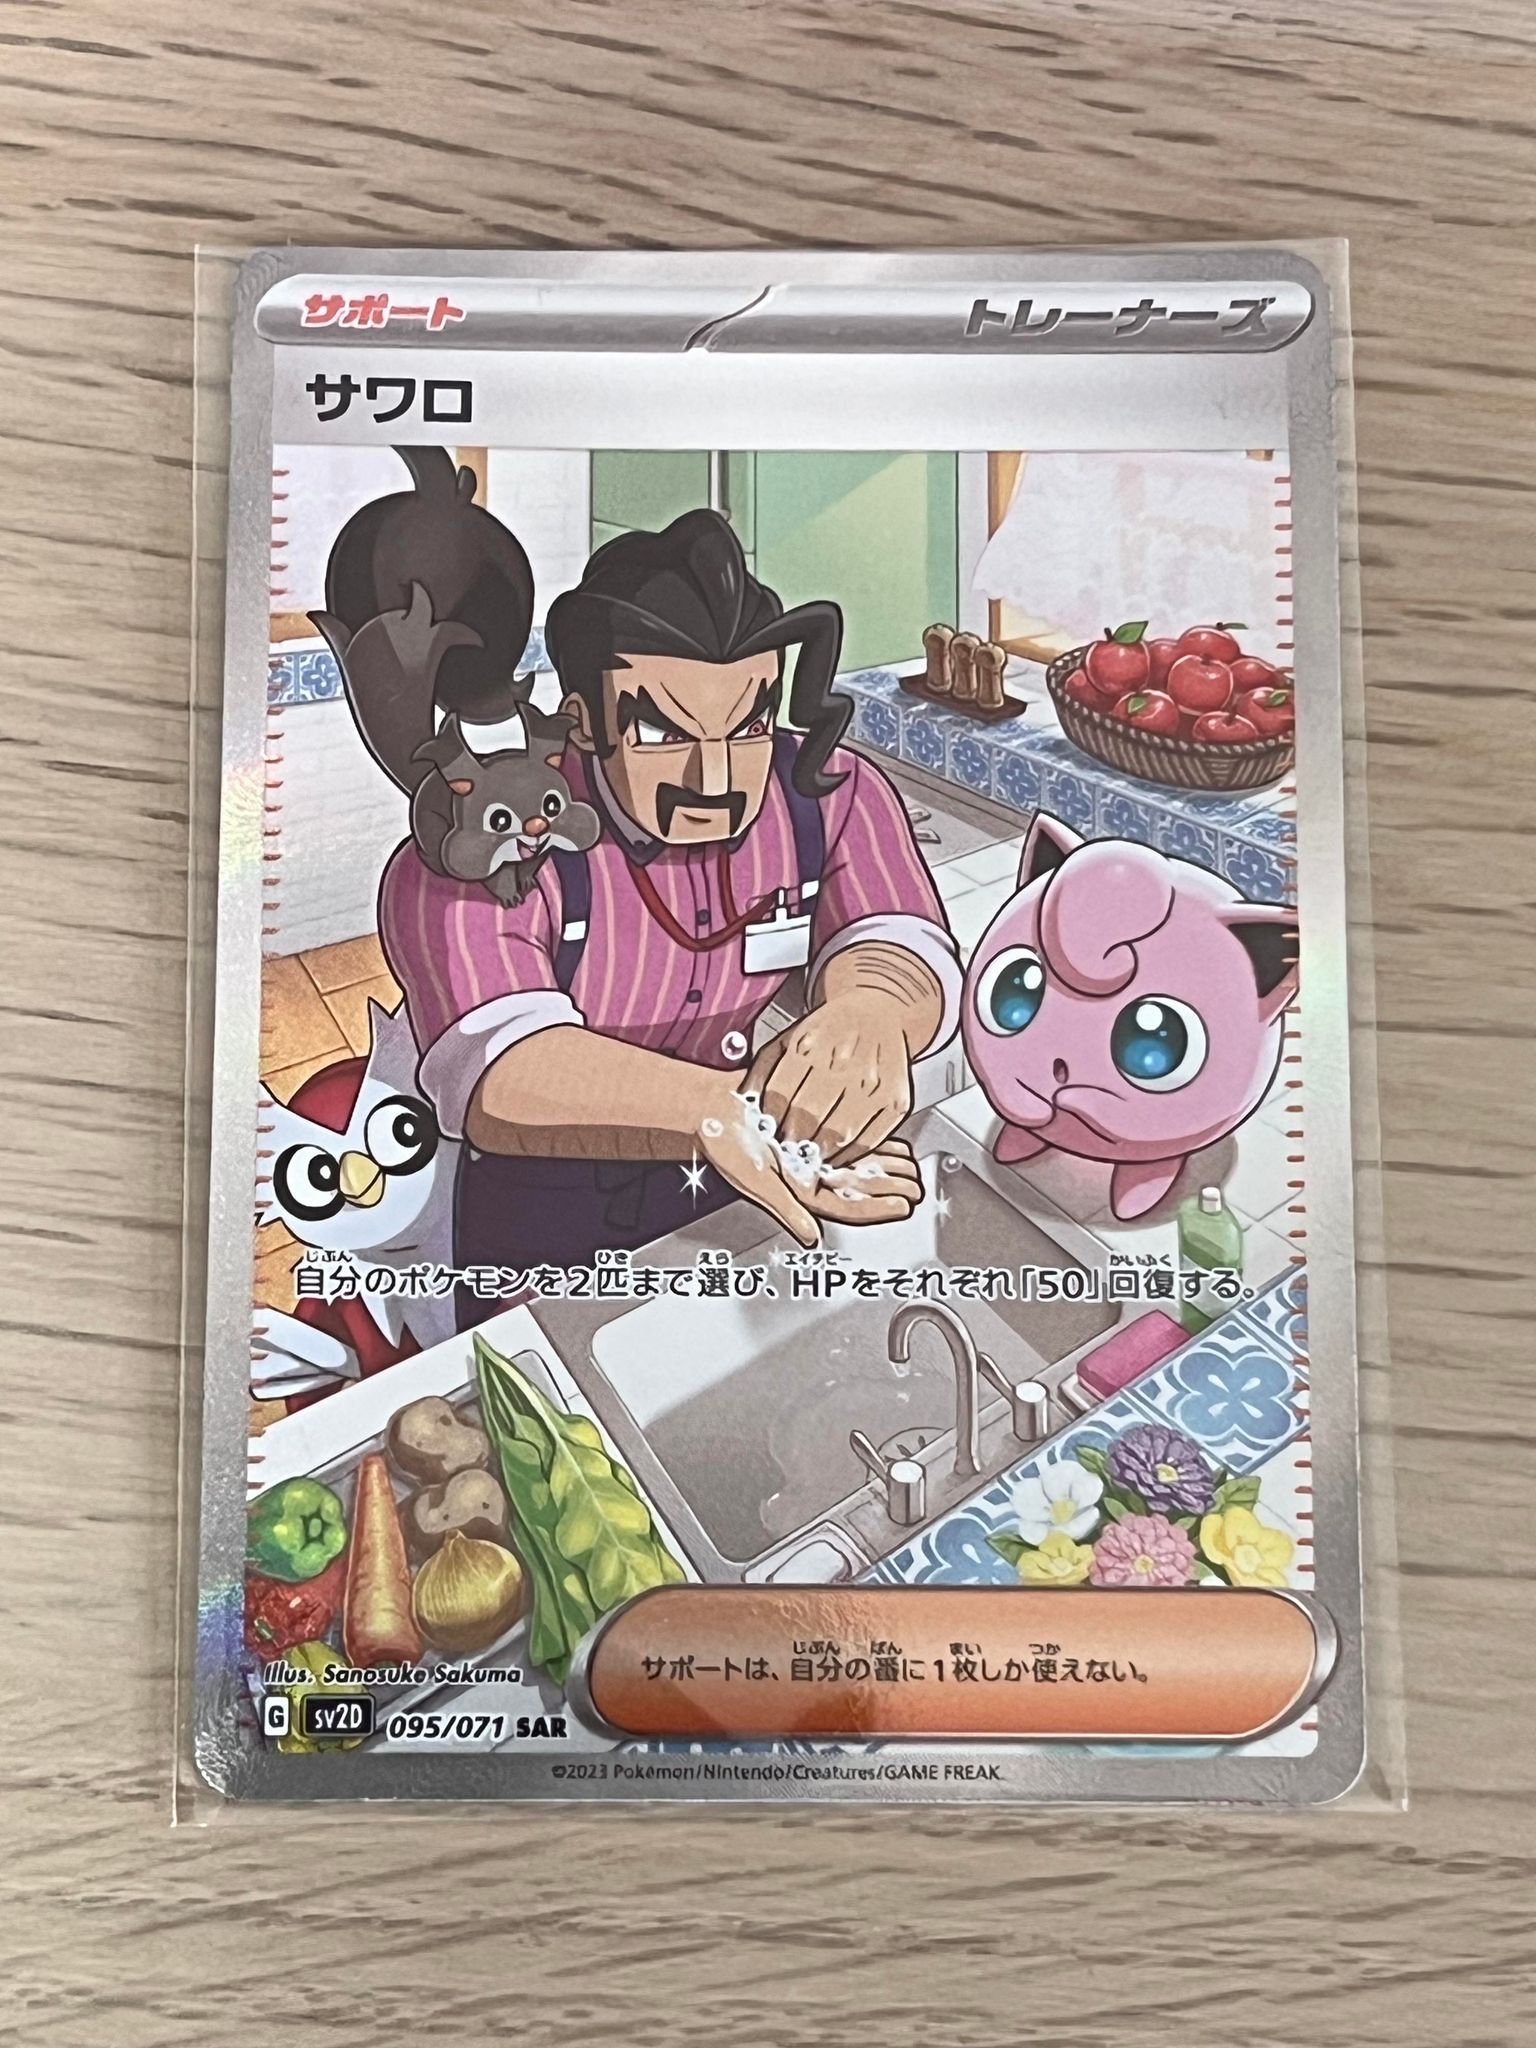 サポート
トレーナーズ
サワロ
じぶん ひき えら エイチピー かいふく
自分のポケモンを2匹まで選び、HPをそれぞれ「50」回復する。
じぶん ばん まい つか
サポートは、自分の番に1枚しか使えない。
Illus. Sanosuke Sakuma
G SV2D 095/071 SAR
©2023 Pokémon/Nintendo/Creatures/GAME FREAK.